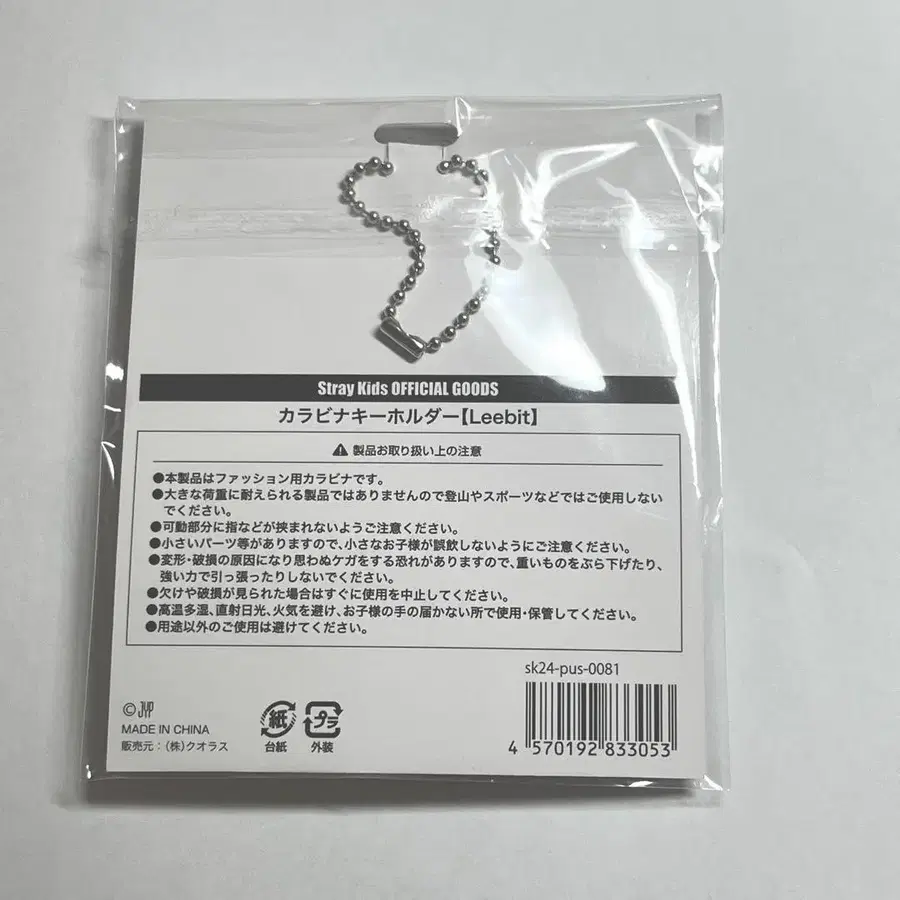 Stray Kids OFFICIAL GOODS
カラビナキーホルダー【Leebit】
製品お取り扱い上の注意
●本製品はファッション用カラビナです。
●大きな荷重に耐えられる製品ではありませんので登山やスポーツなどではご使用しない
でください。
●可動部分に指などが挟まれないようご注意ください。
●小さいパーツ等がありますので、小さなお子様が誤飲しないようにご注意ください。
●変形・破損の原因になり思わぬケガをする恐れがありますので、重いものをぶら下げたり、
強い力で引っ張ったりしないでください。
●欠けや破損が見られた場合はすぐに使用を中止してください。
●高温多湿、直射日光、火気を避け、お子様の手の届かない所で使用・保管してください。
●用途以外のご使用は避けてください。
sk24-pus-0081
©JYP
MADE IN CHINA
販売元：(株)クオラス
紙
台紙
プラ
外装
4 570192 833053